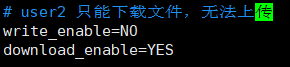 # user2 只能下载文件，无法上传
write_enable=NO
download_enable=YES